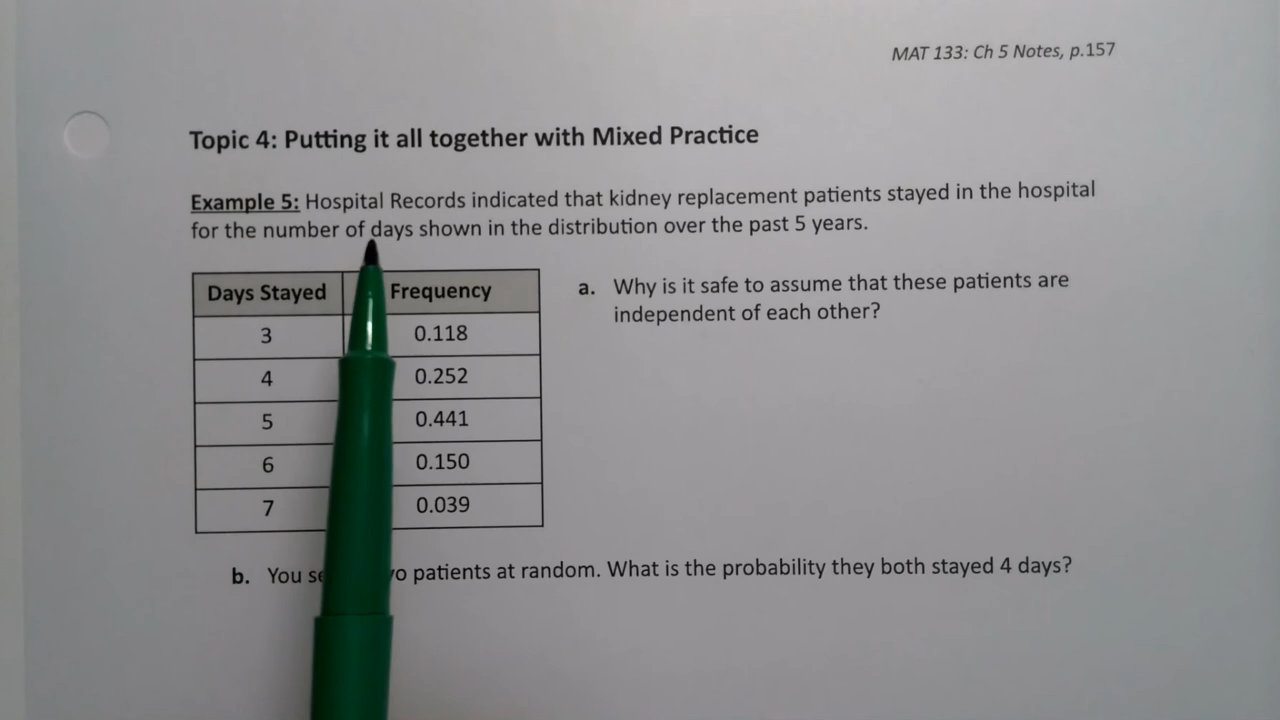 MAT 133: Ch 5 Notes, p.157
Topic 4: Putting it all together with Mixed Practice
Example 5: Hospital Records indicated that kidney replacement patients stayed in the hospital
for the number of days shown in the distribution over the past 5 years.
Days Stayed Frequency
3 0.118
4 0.252
5 0.441
6 0.150
7 0.039
a. Why is it safe to assume that these patients are
independent of each other?
b. You patients at random. What is the probability they both stayed 4 days?